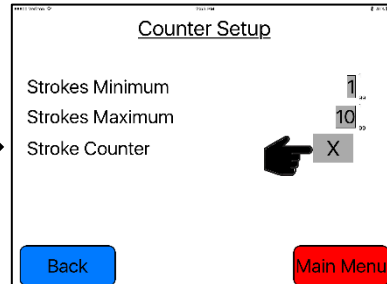 Counter Setup
Strokes Minimum 1
Strokes Maximum 10
Stroke Counter X
Back Main Menu